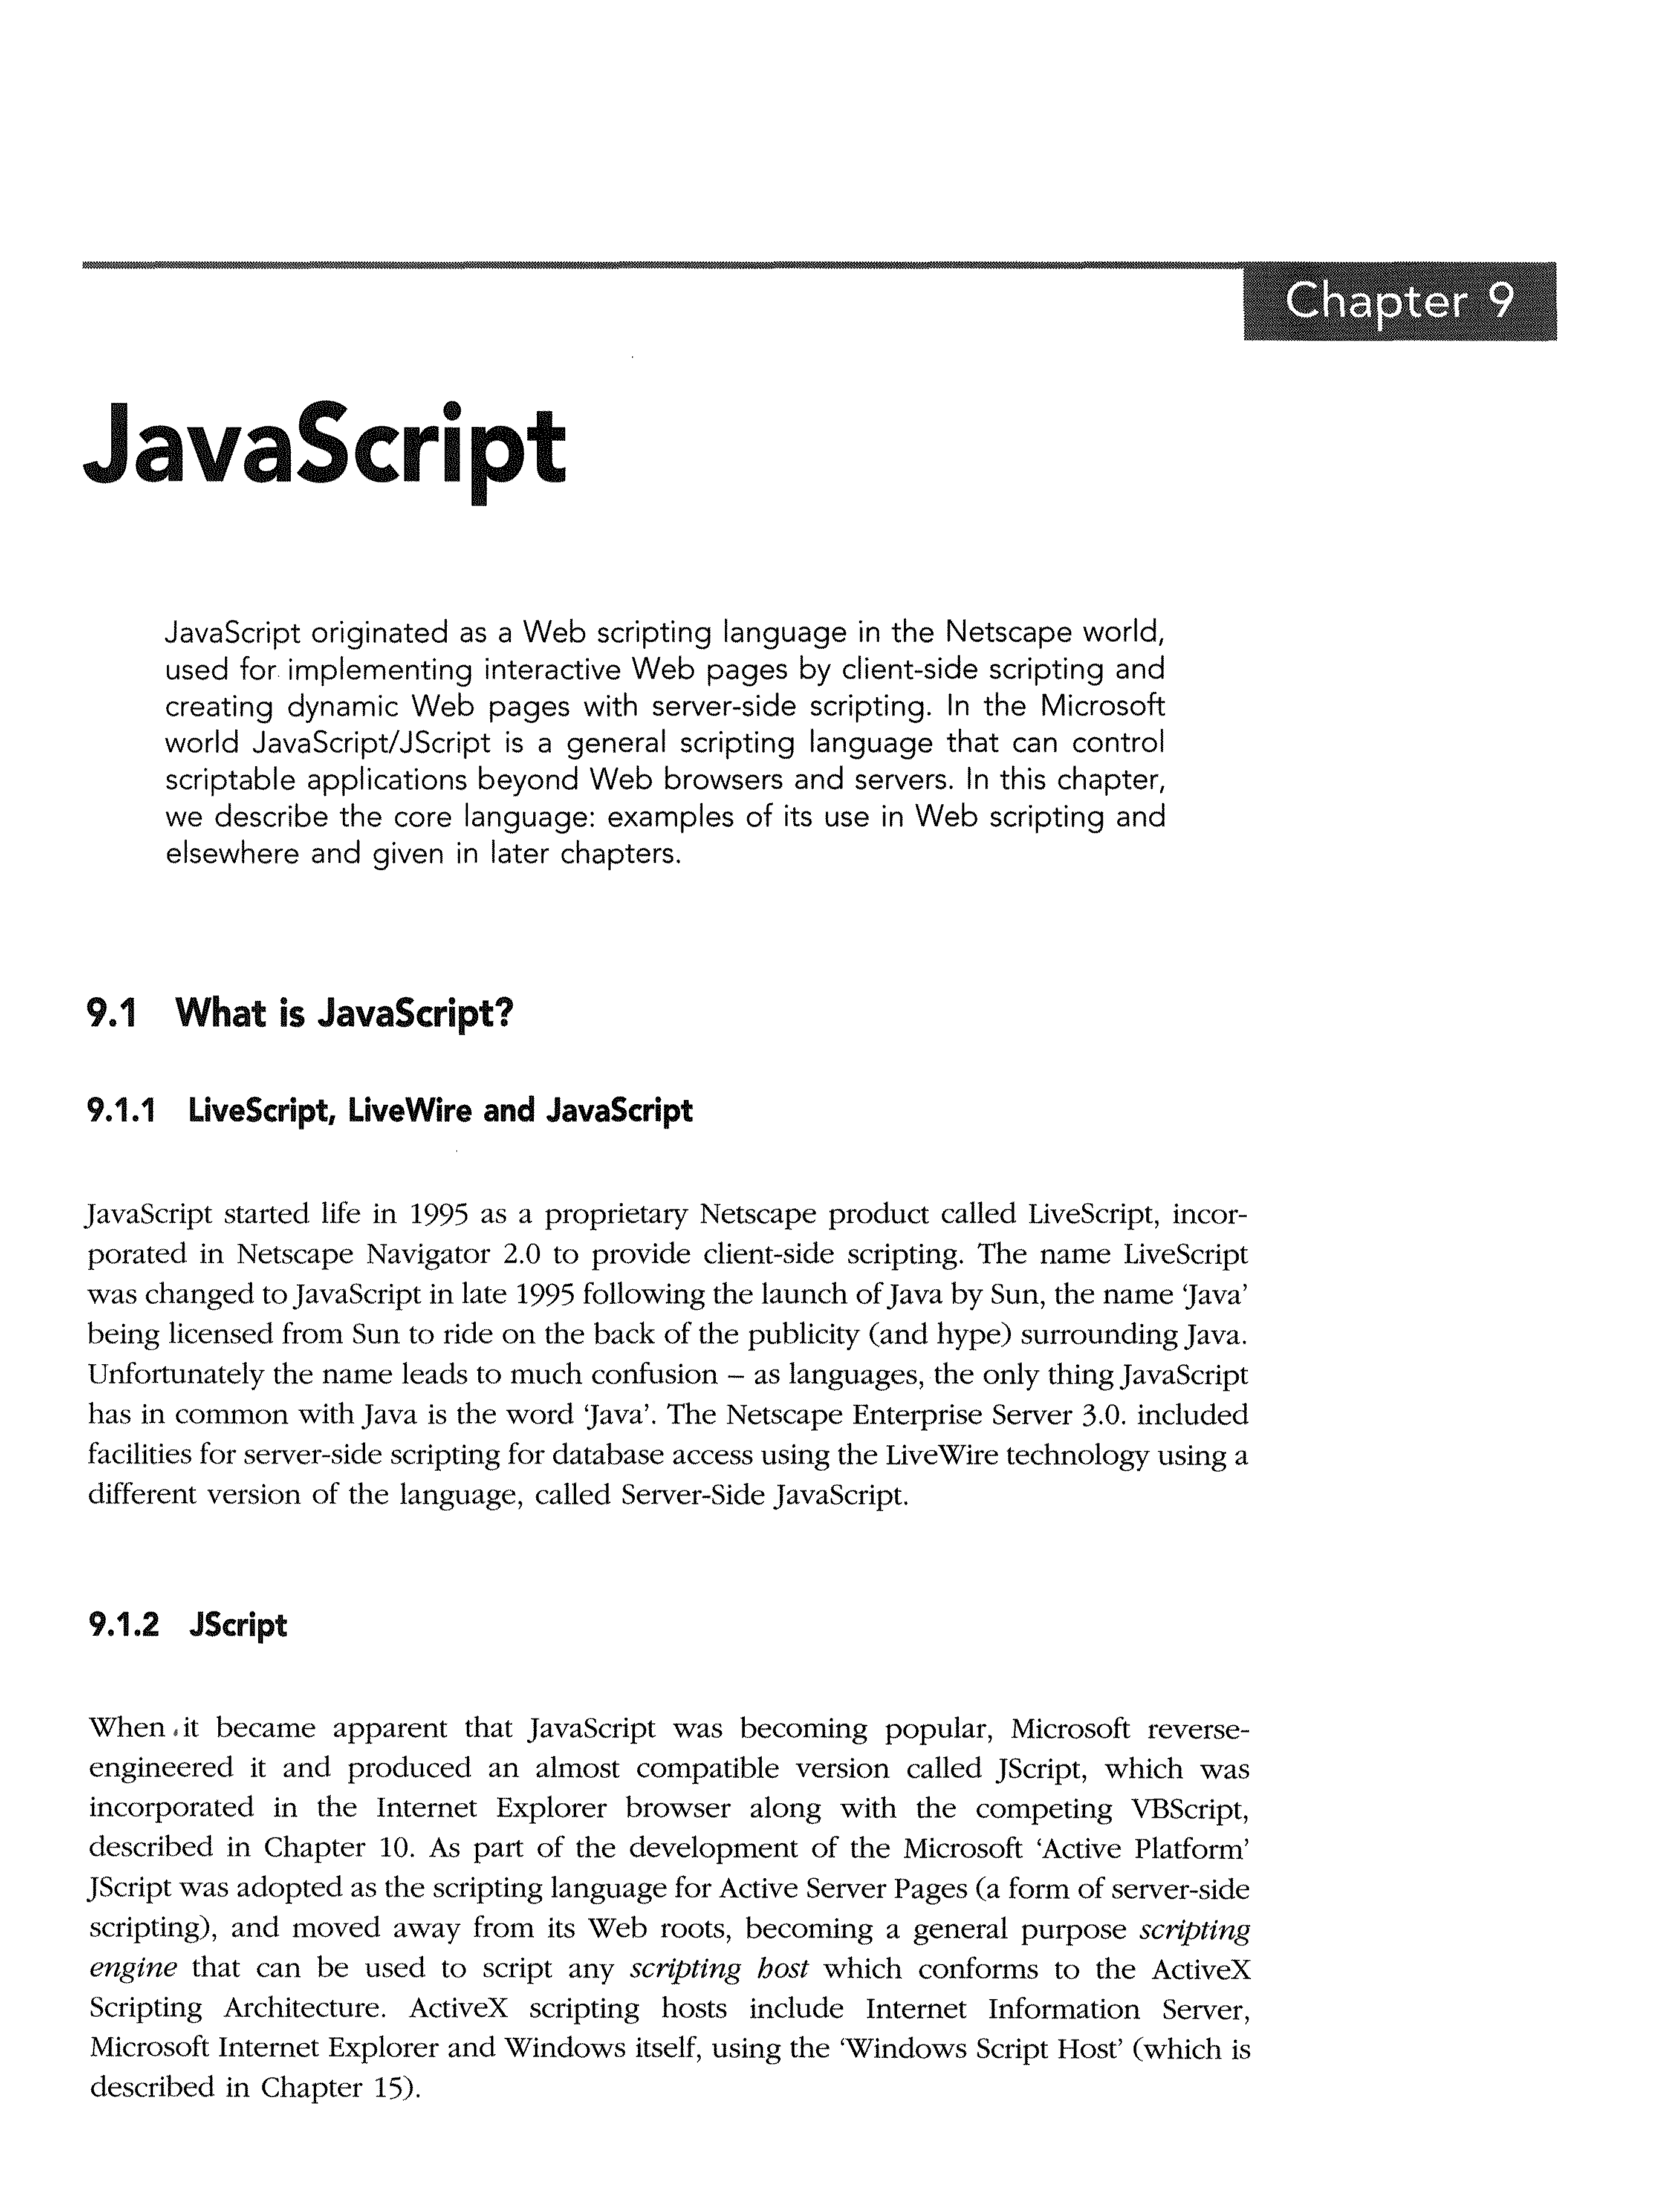 Chapter 9
JavaScript
JavaScript originated as a Web scripting language in the Netscape world,
used for implementing interactive Web pages by client-side scripting and
creating dynamic Web pages with server-side scripting. In the Microsoft
world JavaScript/JScript is a general scripting language that can control
scriptable applications beyond Web browsers and servers. In this chapter,
we describe the core language: examples of its use in Web scripting and
elsewhere and given in later chapters.
9.1 What is JavaScript?
9.1.1 LiveScript, LiveWire and JavaScript
JavaScript started life in 1995 as a proprietary Netscape product called LiveScript, incor-
porated in Netscape Navigator 2.0 to provide client-side scripting. The name LiveScript
was changed to JavaScript in late 1995 following the launch of Java by Sun, the name ‘Java’
being licensed from Sun to ride on the back of the publicity (and hype) surrounding Java.
Unfortunately the name leads to much confusion – as languages, the only thing JavaScript
has in common with Java is the word ‘Java’. The Netscape Enterprise Server 3.0. included
facilities for server-side scripting for database access using the LiveWire technology using a
different version of the language, called Server-Side JavaScript.
9.1.2 JScript
When it became apparent that JavaScript was becoming popular, Microsoft reverse-
engineered it and produced an almost compatible version called JScript, which was
incorporated in the Internet Explorer browser along with the competing VBScript,
described in Chapter 10. As part of the development of the Microsoft ‘Active Platform’
JScript was adopted as the scripting language for Active Server Pages (a form of server-side
scripting), and moved away from its Web roots, becoming a general purpose scripting
engine that can be used to script any scripting host which conforms to the ActiveX
Scripting Architecture. ActiveX scripting hosts include Internet Information Server,
Microsoft Internet Explorer and Windows itself, using the ‘Windows Script Host’ (which is
described in Chapter 15).